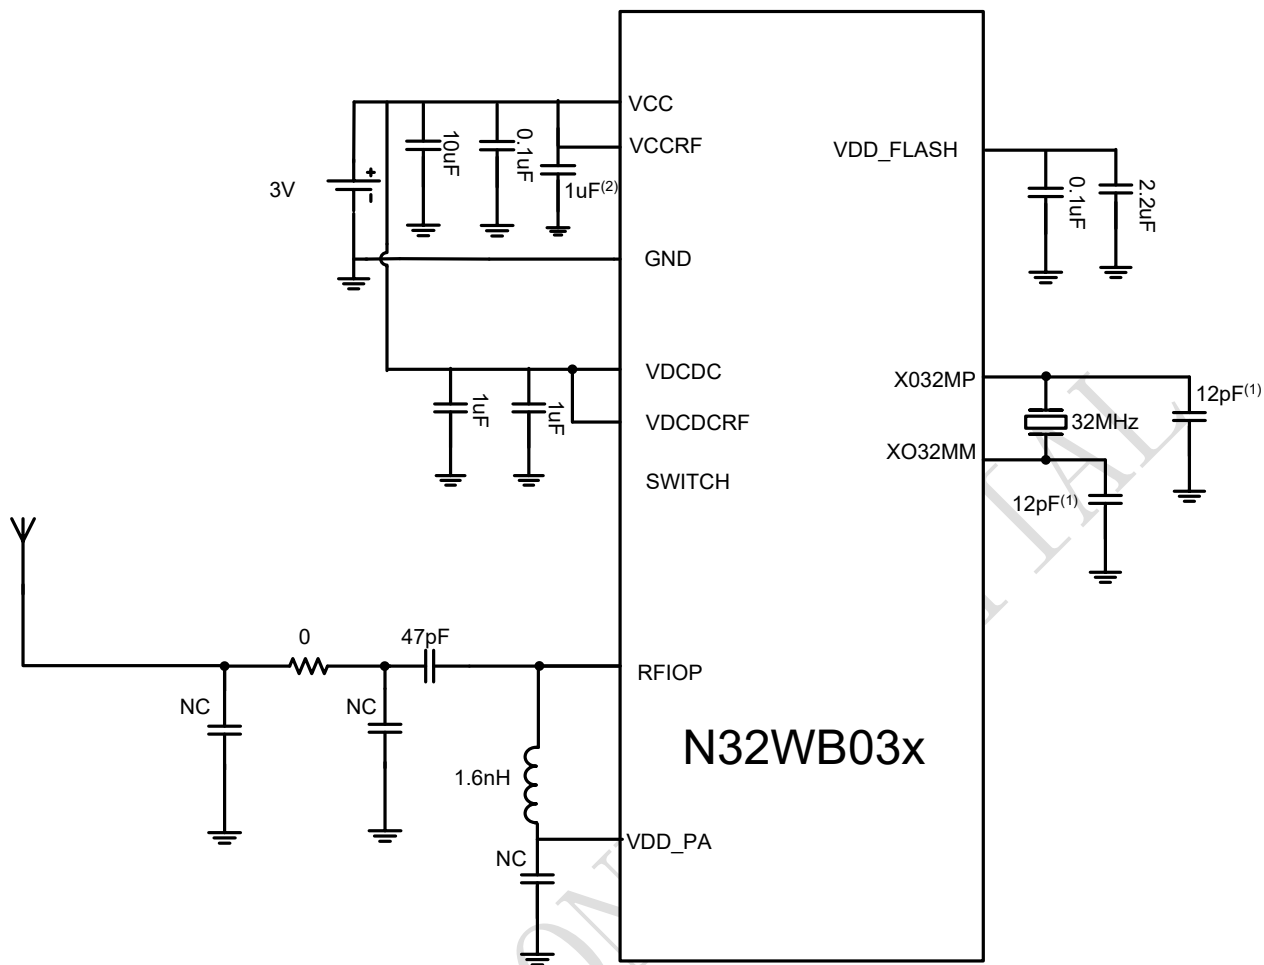 VCC
VCCRF
VDD_FLASH
10uF
0.1uF
1uF(2)
3V
+
-
0.1uF
2.2uF
GND
VDCDC
X032MP
12pF(1)
1uF
1uF
VDCDCRF
32MHz
XO32MM
SWITCH
12pF(1)
0
47pF
RFIOP
NC
NC
N32WB03x
1.6nH
VDD_PA
NC